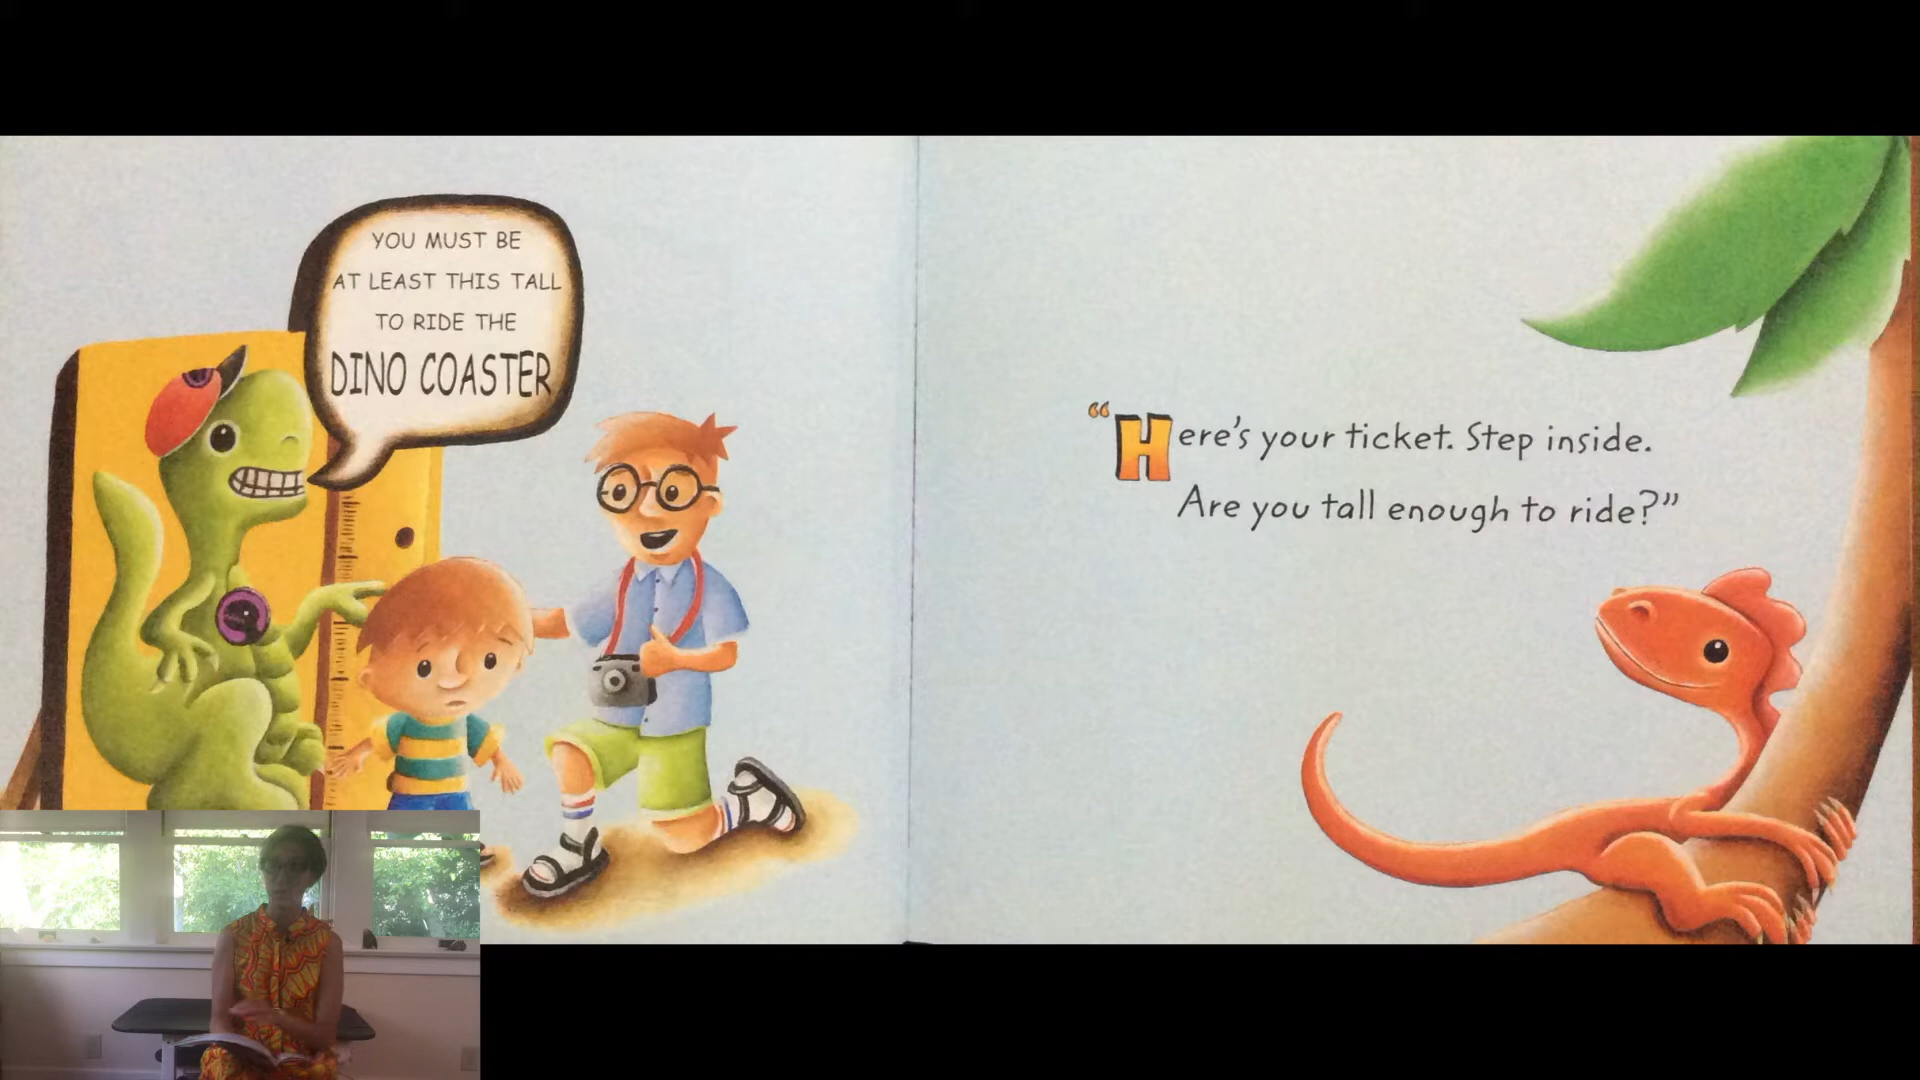 YOU MUST BE
AT LEAST THIS TALL
TO RIDE THE
DINO COASTER
“Here’s your ticket. Step inside.
Are you tall enough to ride?”